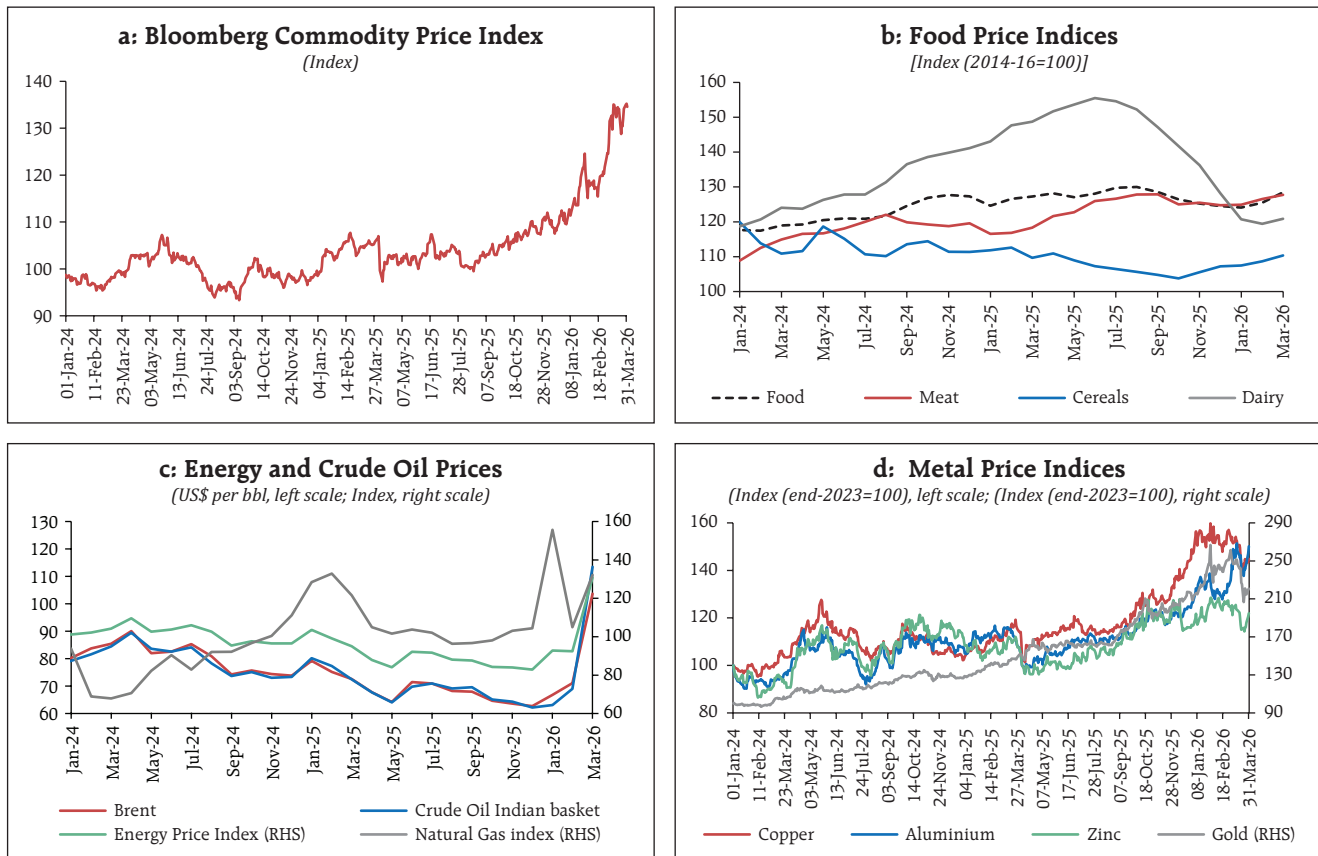 a: Bloomberg Commodity Price Index
(Index)
140
130
120
110
100
90
01-Jan-24
11-Feb-24
23-Mar-24
03-May-24
13-Jun-24
24-Jul-24
03-Sep-24
14-Oct-24
24-Nov-24
04-Jan-25
14-Feb-25
27-Mar-25
07-May-25
17-Jun-25
28-Jul-25
07-Sep-25
18-Oct-25
28-Nov-25
08-Jan-26
18-Feb-26
31-Mar-26
b: Food Price Indices
[Index (2014-16=100)]
160
150
140
130
120
110
100
Jan-24
Mar-24
May-24
Jul-24
Sep-24
Nov-24
Jan-25
Mar-25
May-25
Jul-25
Sep-25
Nov-25
Jan-26
Mar-26
Food Meat Cereals Dairy
c: Energy and Crude Oil Prices
(US$ per bbl, left scale; Index, right scale)
130
120
110
100
90
80
70
60
160
140
120
100
80
60
Jan-24
Mar-24
May-24
Jul-24
Sep-24
Nov-24
Jan-25
Mar-25
May-25
Jul-25
Sep-25
Nov-25
Jan-26
Mar-26
Brent Crude Oil Indian basket
Energy Price Index (RHS) Natural Gas index (RHS)
d: Metal Price Indices
(Index (end-2023=100), left scale; (Index (end-2023=100), right scale)
160
140
120
100
80
290
250
210
170
130
90
01-Jan-24
11-Feb-24
23-Mar-24
03-May-24
13-Jun-24
24-Jul-24
03-Sep-24
14-Oct-24
24-Nov-24
04-Jan-25
14-Feb-25
27-Mar-25
07-May-25
17-Jun-25
28-Jul-25
07-Sep-25
18-Oct-25
28-Nov-25
08-Jan-26
18-Feb-26
31-Mar-26
Copper Aluminium Zinc Gold (RHS)